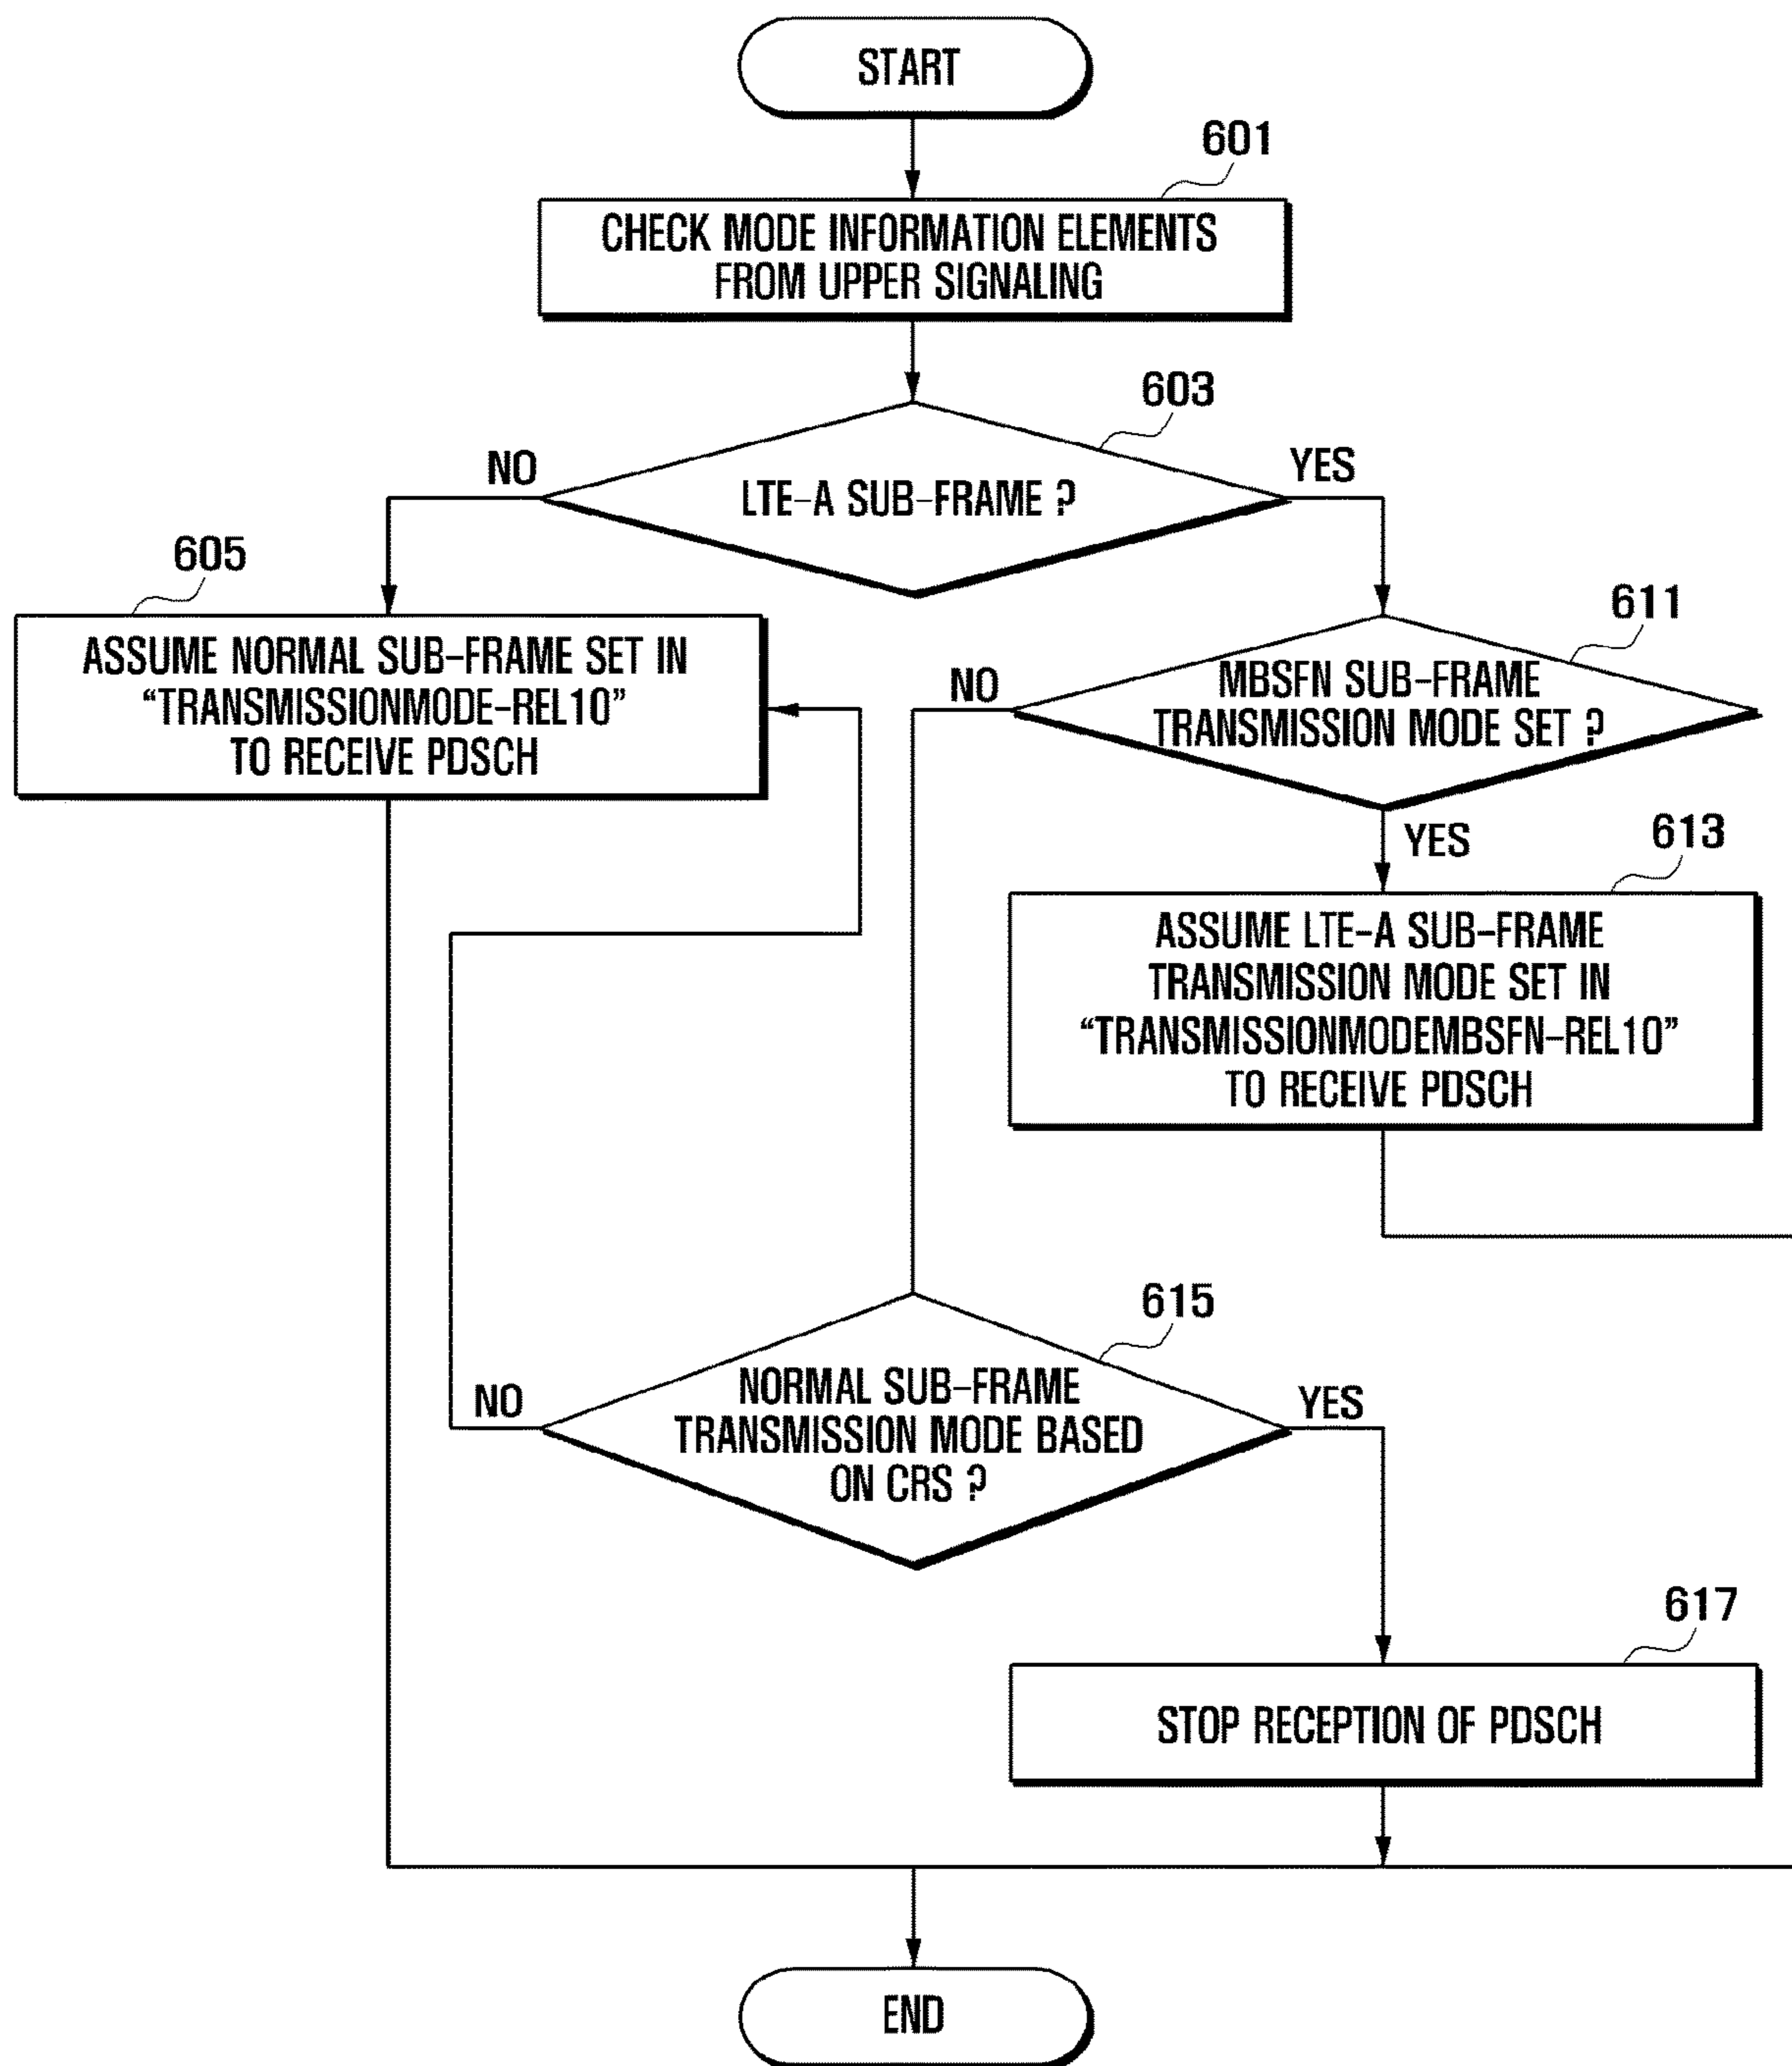 START
601
CHECK MODE INFORMATION ELEMENTS
FROM UPPER SIGNALING
603
NO
YES
LTE-A SUB-FRAME ?
605
ASSUME NORMAL SUB-FRAME SET IN
“TRANSMISSIONMODE-REL10”
TO RECEIVE PDSCH
611
NO
MBSFN SUB-FRAME
TRANSMISSION MODE SET ?
YES
613
ASSUME LTE-A SUB-FRAME
TRANSMISSION MODE SET IN
“TRANSMISSIONMODEMBSFN-REL10”
TO RECEIVE PDSCH
615
NO
NORMAL SUB-FRAME
TRANSMISSION MODE BASED
ON CRS ?
YES
617
STOP RECEPTION OF PDSCH
END